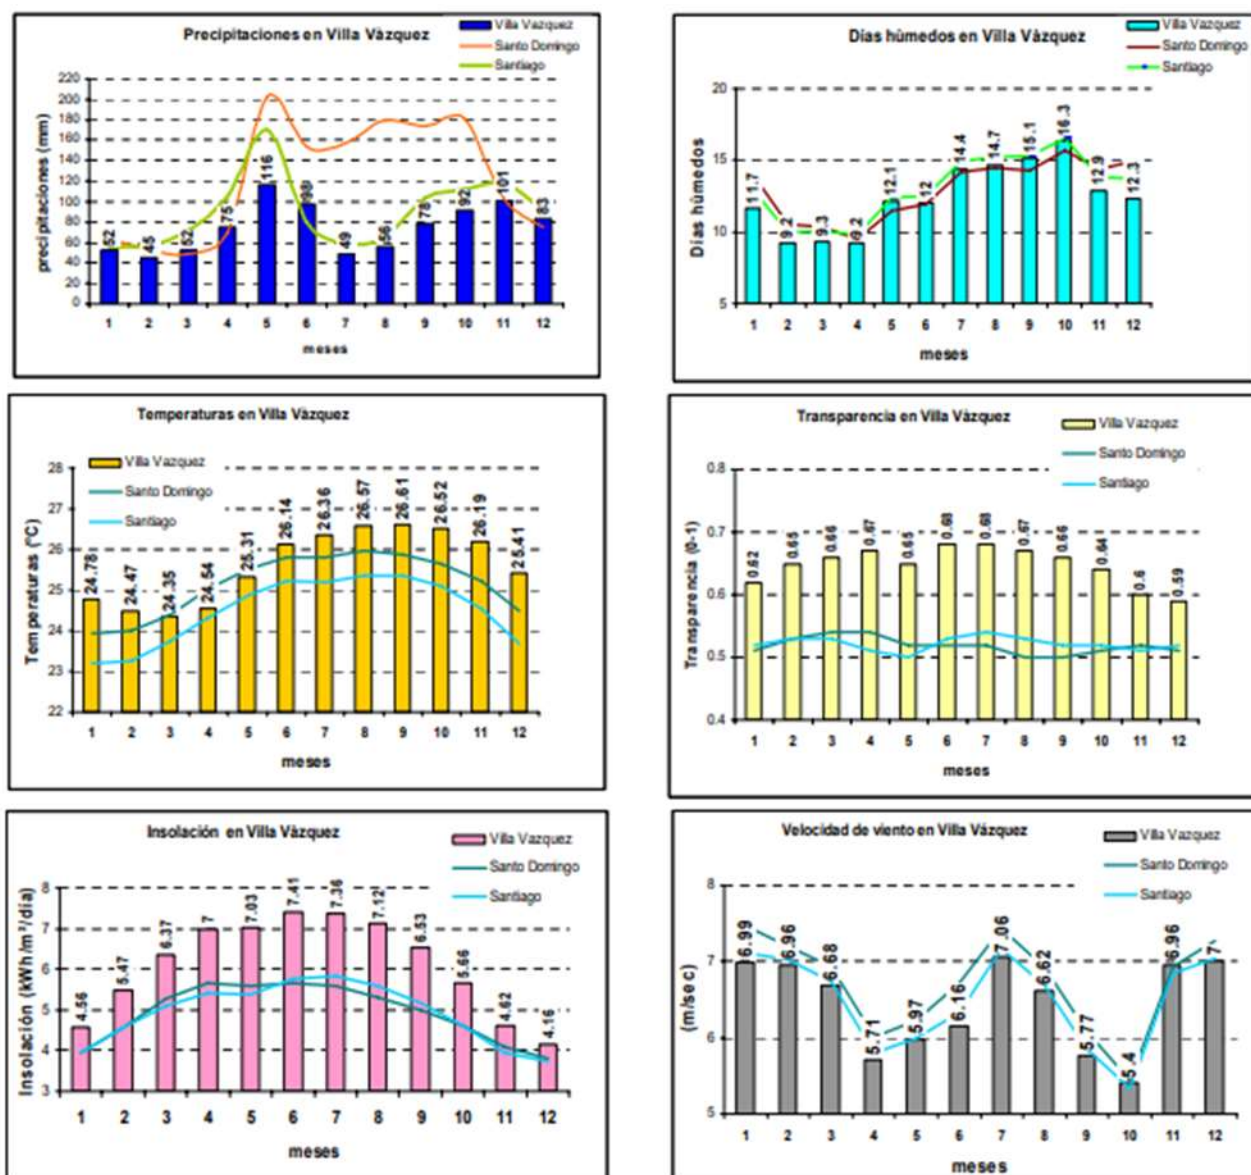 Precipitaciones en Villa Vàzquez
Villa Vazquez
Santo Domingo
Santiago
precipitaciones (mm)
220
200
180
160
140
120
100
80
60
40
20
0
52 45 52 75 116 98 49 56 78 92 101 83
1 2 3 4 5 6 7 8 9 10 11 12
meses
Días hùmedos en Villa Vàzquez
Villa Vazquez
Santo Domingo
Santiago
Días húmedos
20
15
10
5
11.7 9.2 9.3 9.2 12.1 12 14.4 14.7 15.1 16.3 12.9 12.3
1 2 3 4 5 6 7 8 9 10 11 12
meses
Temperaturas en Villa Vàzquez
Villa Vazquez
Santo Domingo
Santiago
Temperaturas (°C)
28
27
26
25
24
23
22
24.78 24.47 24.35 24.54 25.31 26.14 26.36 26.57 26.61 26.52 26.19 25.41
1 2 3 4 5 6 7 8 9 10 11 12
meses
Transparencia en Villa Vàzquez
Villa Vazquez
Santo Domingo
Santiago
Transparencia (0-1)
0.8
0.7
0.6
0.5
0.4
0.62 0.65 0.66 0.67 0.65 0.68 0.68 0.67 0.66 0.64 0.6 0.59
1 2 3 4 5 6 7 8 9 10 11 12
meses
Insolación en Villa Vàzquez
Villa Vazquez
Santo Domingo
Santiago
Insolación (kWh/m²/día)
8
7
6
5
4
3
4.56 5.47 6.37 7 7.03 7.41 7.36 7.12 6.53 5.66 4.62 4.16
1 2 3 4 5 6 7 8 9 10 11 12
meses
Velocidad de viento en Villa Vázquez
Villa Vazquez
Santo Domingo
Santiago
(m/sec)
8
7
6
5
6.99 6.96 6.68 5.71 5.97 6.16 7.06 6.62 5.77 5.4 6.96 7
1 2 3 4 5 6 7 8 9 10 11 12
meses